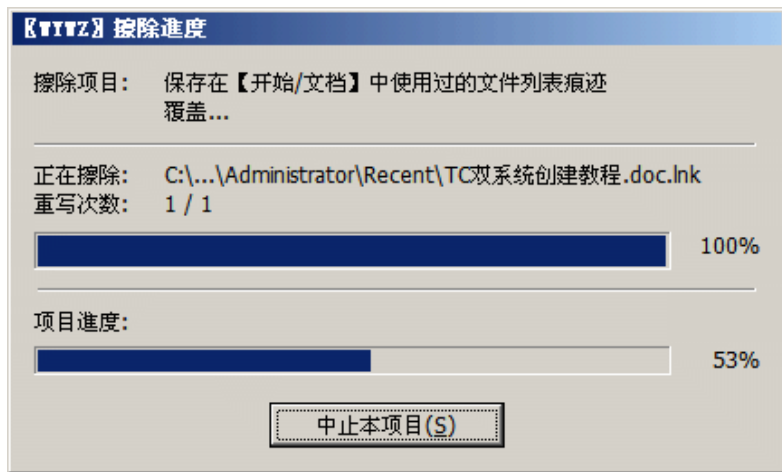 〖WYWZ〗擦除進度
擦除项目: 保存在【开始/文档】中使用过的文件列表痕迹
覆盖...
正在擦除: C:\...\Administrator\Recent\TC双系统创建教程.doc.lnk
重写次数: 1 / 1
100%
项目進度:
53%
中止本项目(S)